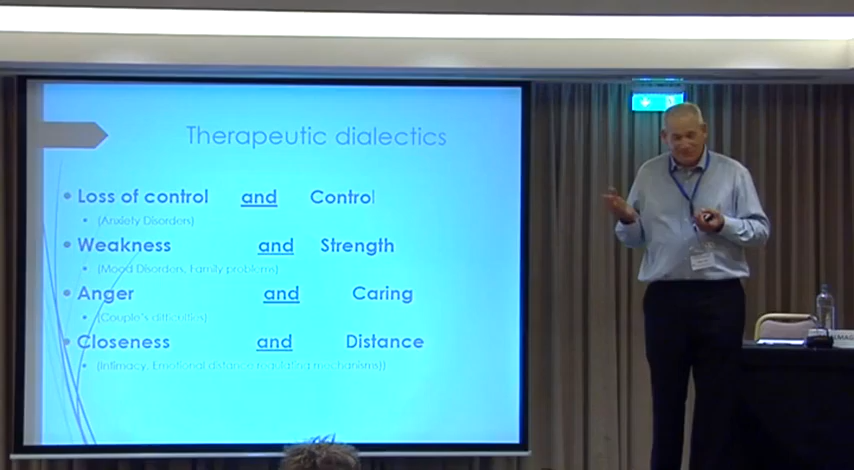 Therapeutic dialectics
• Loss of control and Control
• (Anxiety Disorders)
• Weakness and Strength
• (Mood Disorders, Family problems)
• Anger and Caring
• (Couple's difficulties)
• Closeness and Distance
• (Intimacy, Emotional distance regulating mechanisms))